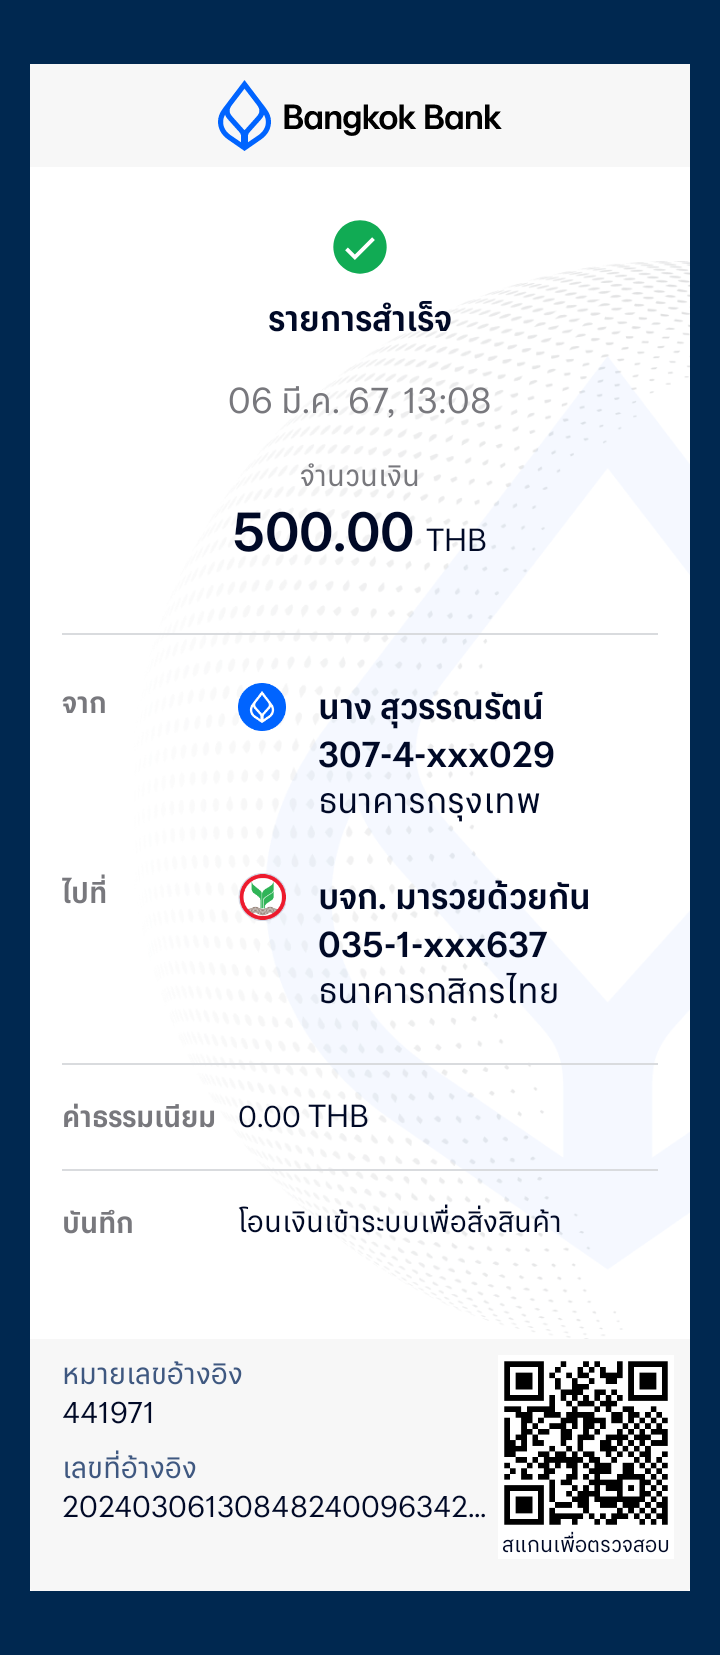 Bangkok Bank
รายการสำเร็จ
06 มี.ค. 67, 13:08
จำนวนเงิน
500.00 THB
จาก
นาง สุวรรณรัตน์
307-4-xxx029
ธนาคารกรุงเทพ
ไปที่
บจก. มารวยด้วยกัน
035-1-xxx637
ธนาคารกสิกรไทย
ค่าธรรมเนียม 0.00 THB
บันทึก โอนเงินเข้าระบบเพื่อสิ่งสินค้า
หมายเลขอ้างอิง
441971
เลขที่อ้างอิง
20240306130848240096342...
สแกนเพื่อตรวจสอบ